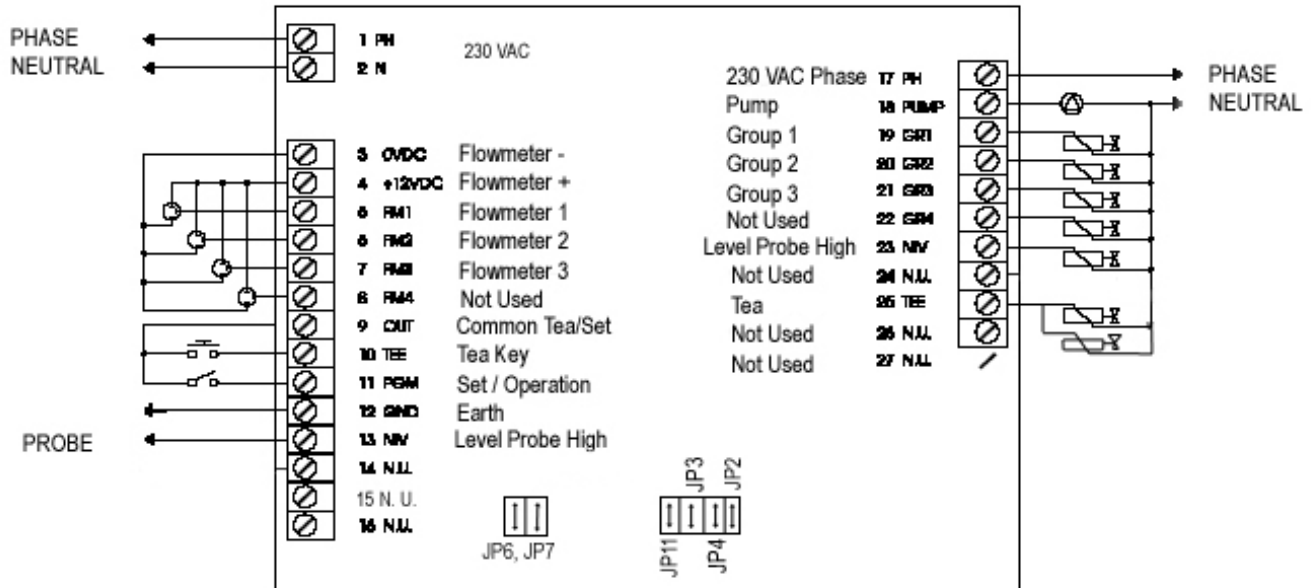 PHASE
NEUTRAL
1 PH
2 N
230 VAC
3 0VDC Flowmeter -
4 +12VDC Flowmeter +
FM1 Flowmeter 1
6 FM2 Flowmeter 2
7 FM3 Flowmeter 3
8 FM4 Not Used
9 OUT Common Tea/Set
10 TEE Tea Key
11 PGM Set / Operation
12 GND Earth
13 NIV Level Probe High
14 N.U.
15 N. U.
16 N.U.
PROBE
230 VAC Phase 17 PH
Pump 18 PUMP
Group 1 19 GR1
Group 2 20 GR2
Group 3 21 GR3
Not Used 22 GR4
Level Probe High 23 NIV
Not Used 24 N.U.
Tea 25 TEE
Not Used 26 N.U.
Not Used 27 N.U.
PHASE
NEUTRAL
JP6, JP7
JP11
JP3
JP4
JP2